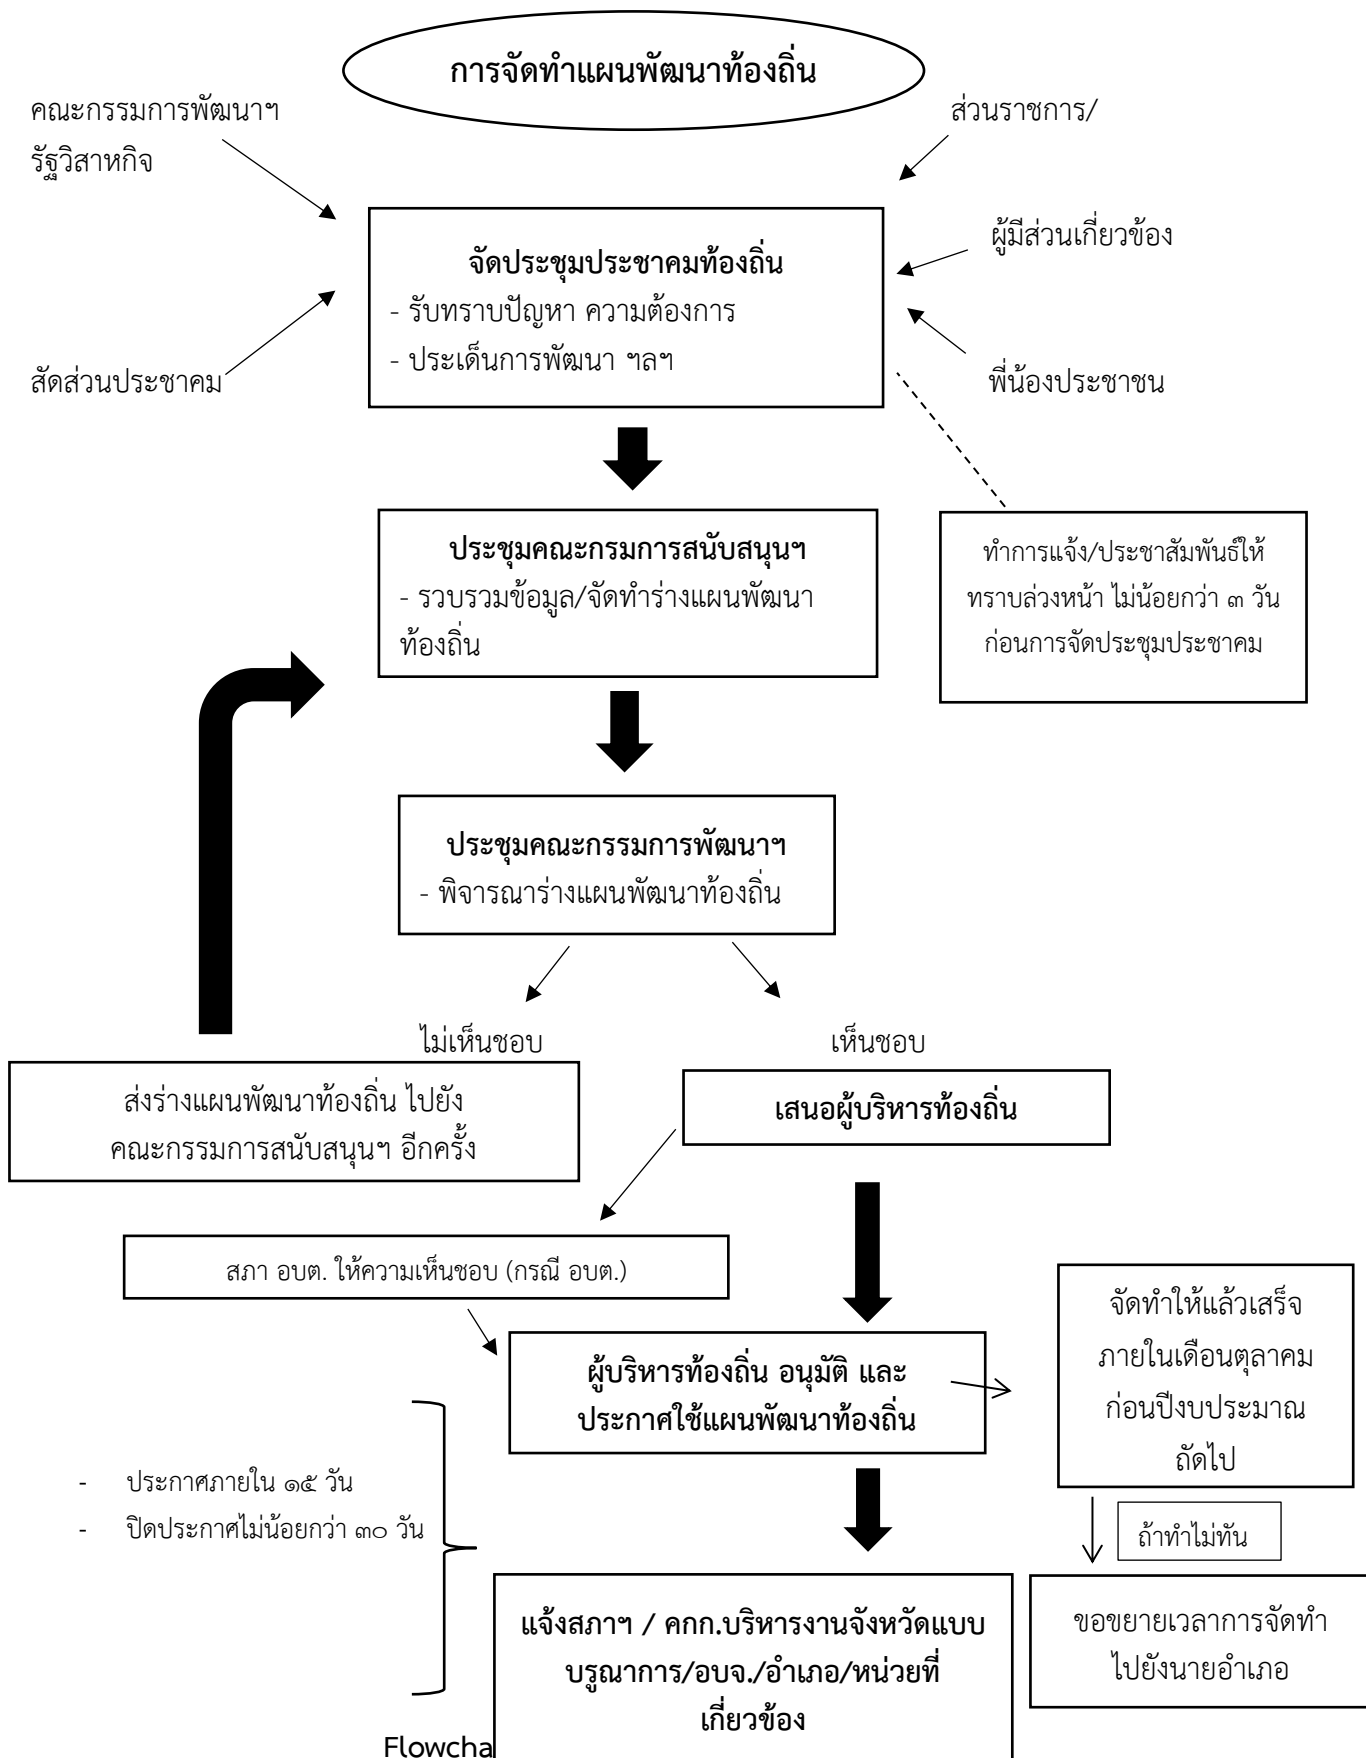 การจัดทำแผนพัฒนาท้องถิ่น
คณะกรรมการพัฒนาฯ
รัฐวิสาหกิจ
ส่วนราชการ/
ผู้มีส่วนเกี่ยวข้อง
จัดประชุมประชาคมท้องถิ่น
- รับทราบปัญหา ความต้องการ
- ประเด็นการพัฒนา ฯลฯ
สัดส่วนประชาคม
พี่น้องประชาชน
ประชุมคณะกรมการสนับสนุนฯ
- รวบรวมข้อมูล/จัดทำร่างแผนพัฒนา
ท้องถิ่น
ทำการแจ้ง/ประชาสัมพันธ์ให้
ทราบล่วงหน้า ไม่น้อยกว่า ๓ วัน
ก่อนการจัดประชุมประชาคม
ประชุมคณะกรรมการพัฒนาฯ
- พิจารณาร่างแผนพัฒนาท้องถิ่น
ไม่เห็นชอบ
เห็นชอบ
ส่งร่างแผนพัฒนาท้องถิ่น ไปยัง
คณะกรรมการสนับสนุนฯ อีกครั้ง
เสนอผู้บริหารท้องถิ่น
สภา อบต. ให้ความเห็นชอบ (กรณี อบต.)
ผู้บริหารท้องถิ่น อนุมัติ และ
ประกาศใช้แผนพัฒนาท้องถิ่น
จัดทำให้แล้วเสร็จ
ภายในเดือนตุลาคม
ก่อนปีงบประมาณ
ถัดไป
- ประกาศภายใน ๑๕ วัน
- ปิดประกาศไม่น้อยกว่า ๓๐ วัน
ถ้าทำไม่ทัน
ขอขยายเวลาการจัดทำ
ไปยังนายอำเภอ
แจ้งสภาฯ / คกก.บริหารงานจังหวัดแบบ
บรูณาการ/อบจ./อำเภอ/หน่วยที่
เกี่ยวข้อง
Flowcha